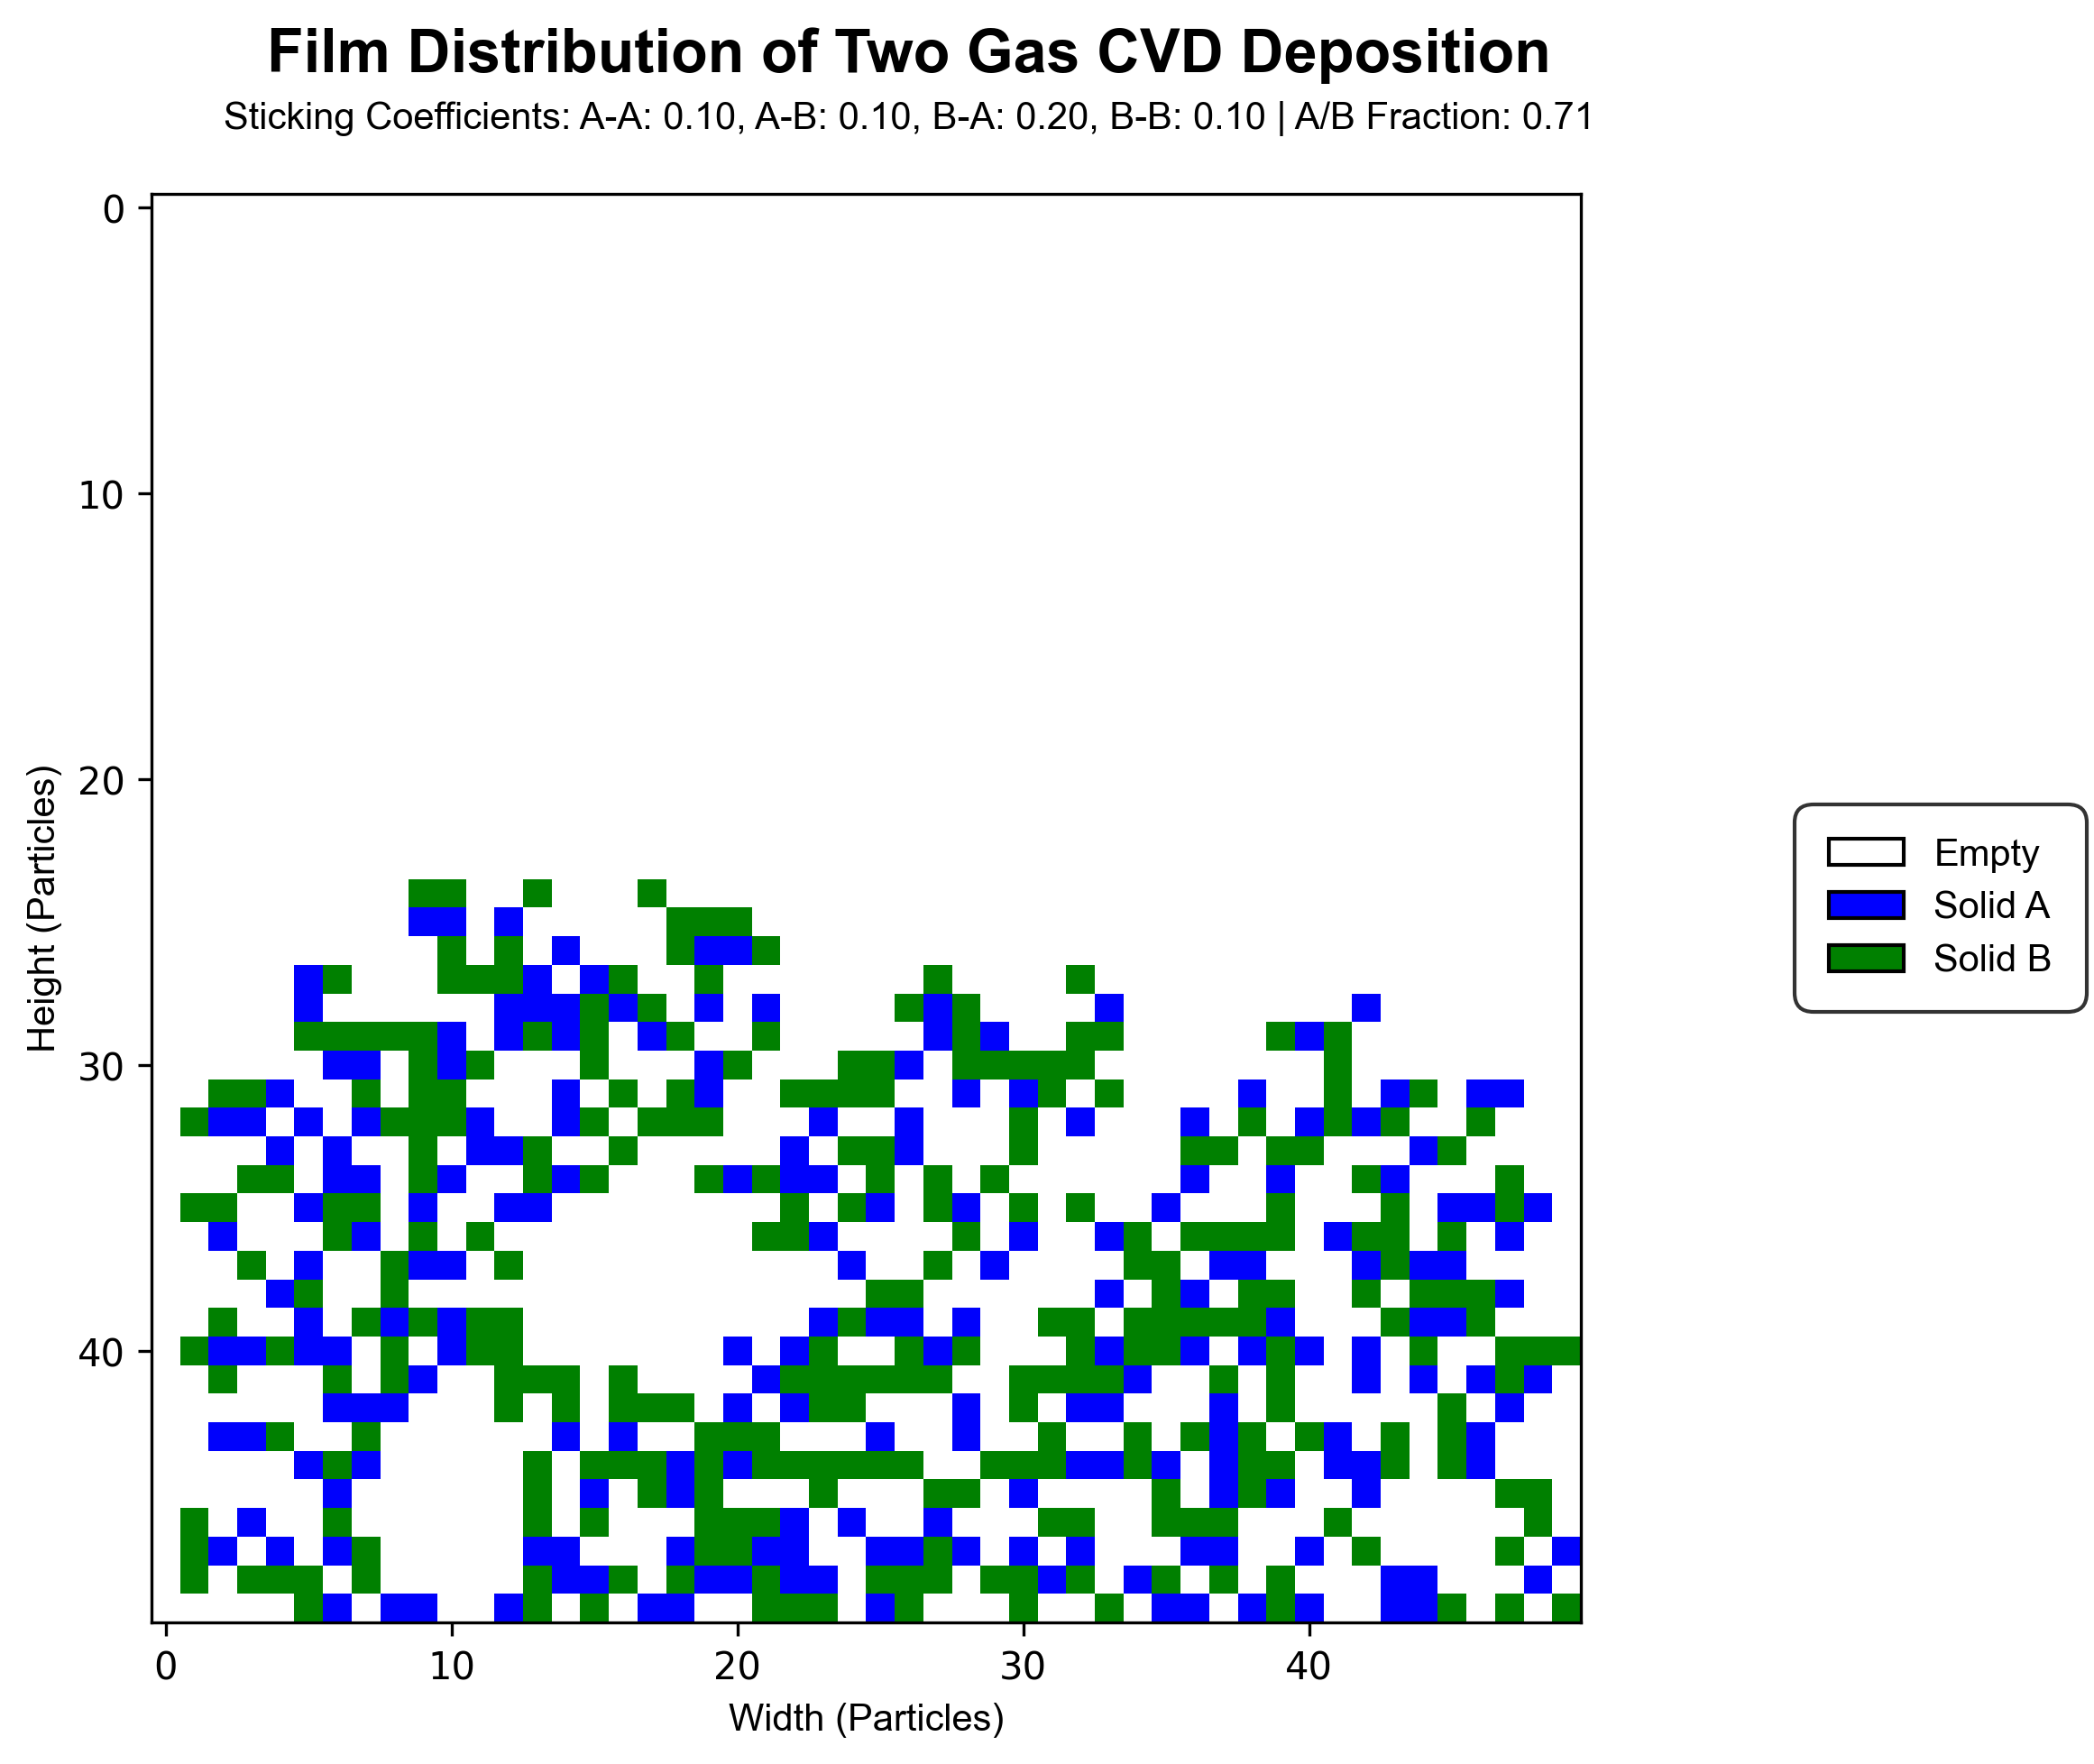 Film Distribution of Two Gas CVD Deposition
Sticking Coefficients: A-A: 0.10, A-B: 0.10, B-A: 0.20, B-B: 0.10 | A/B Fraction: 0.71
0
10
20
30
40
Height (Particles)
0
10
20
30
40
Width (Particles)
Empty
Solid A
Solid B